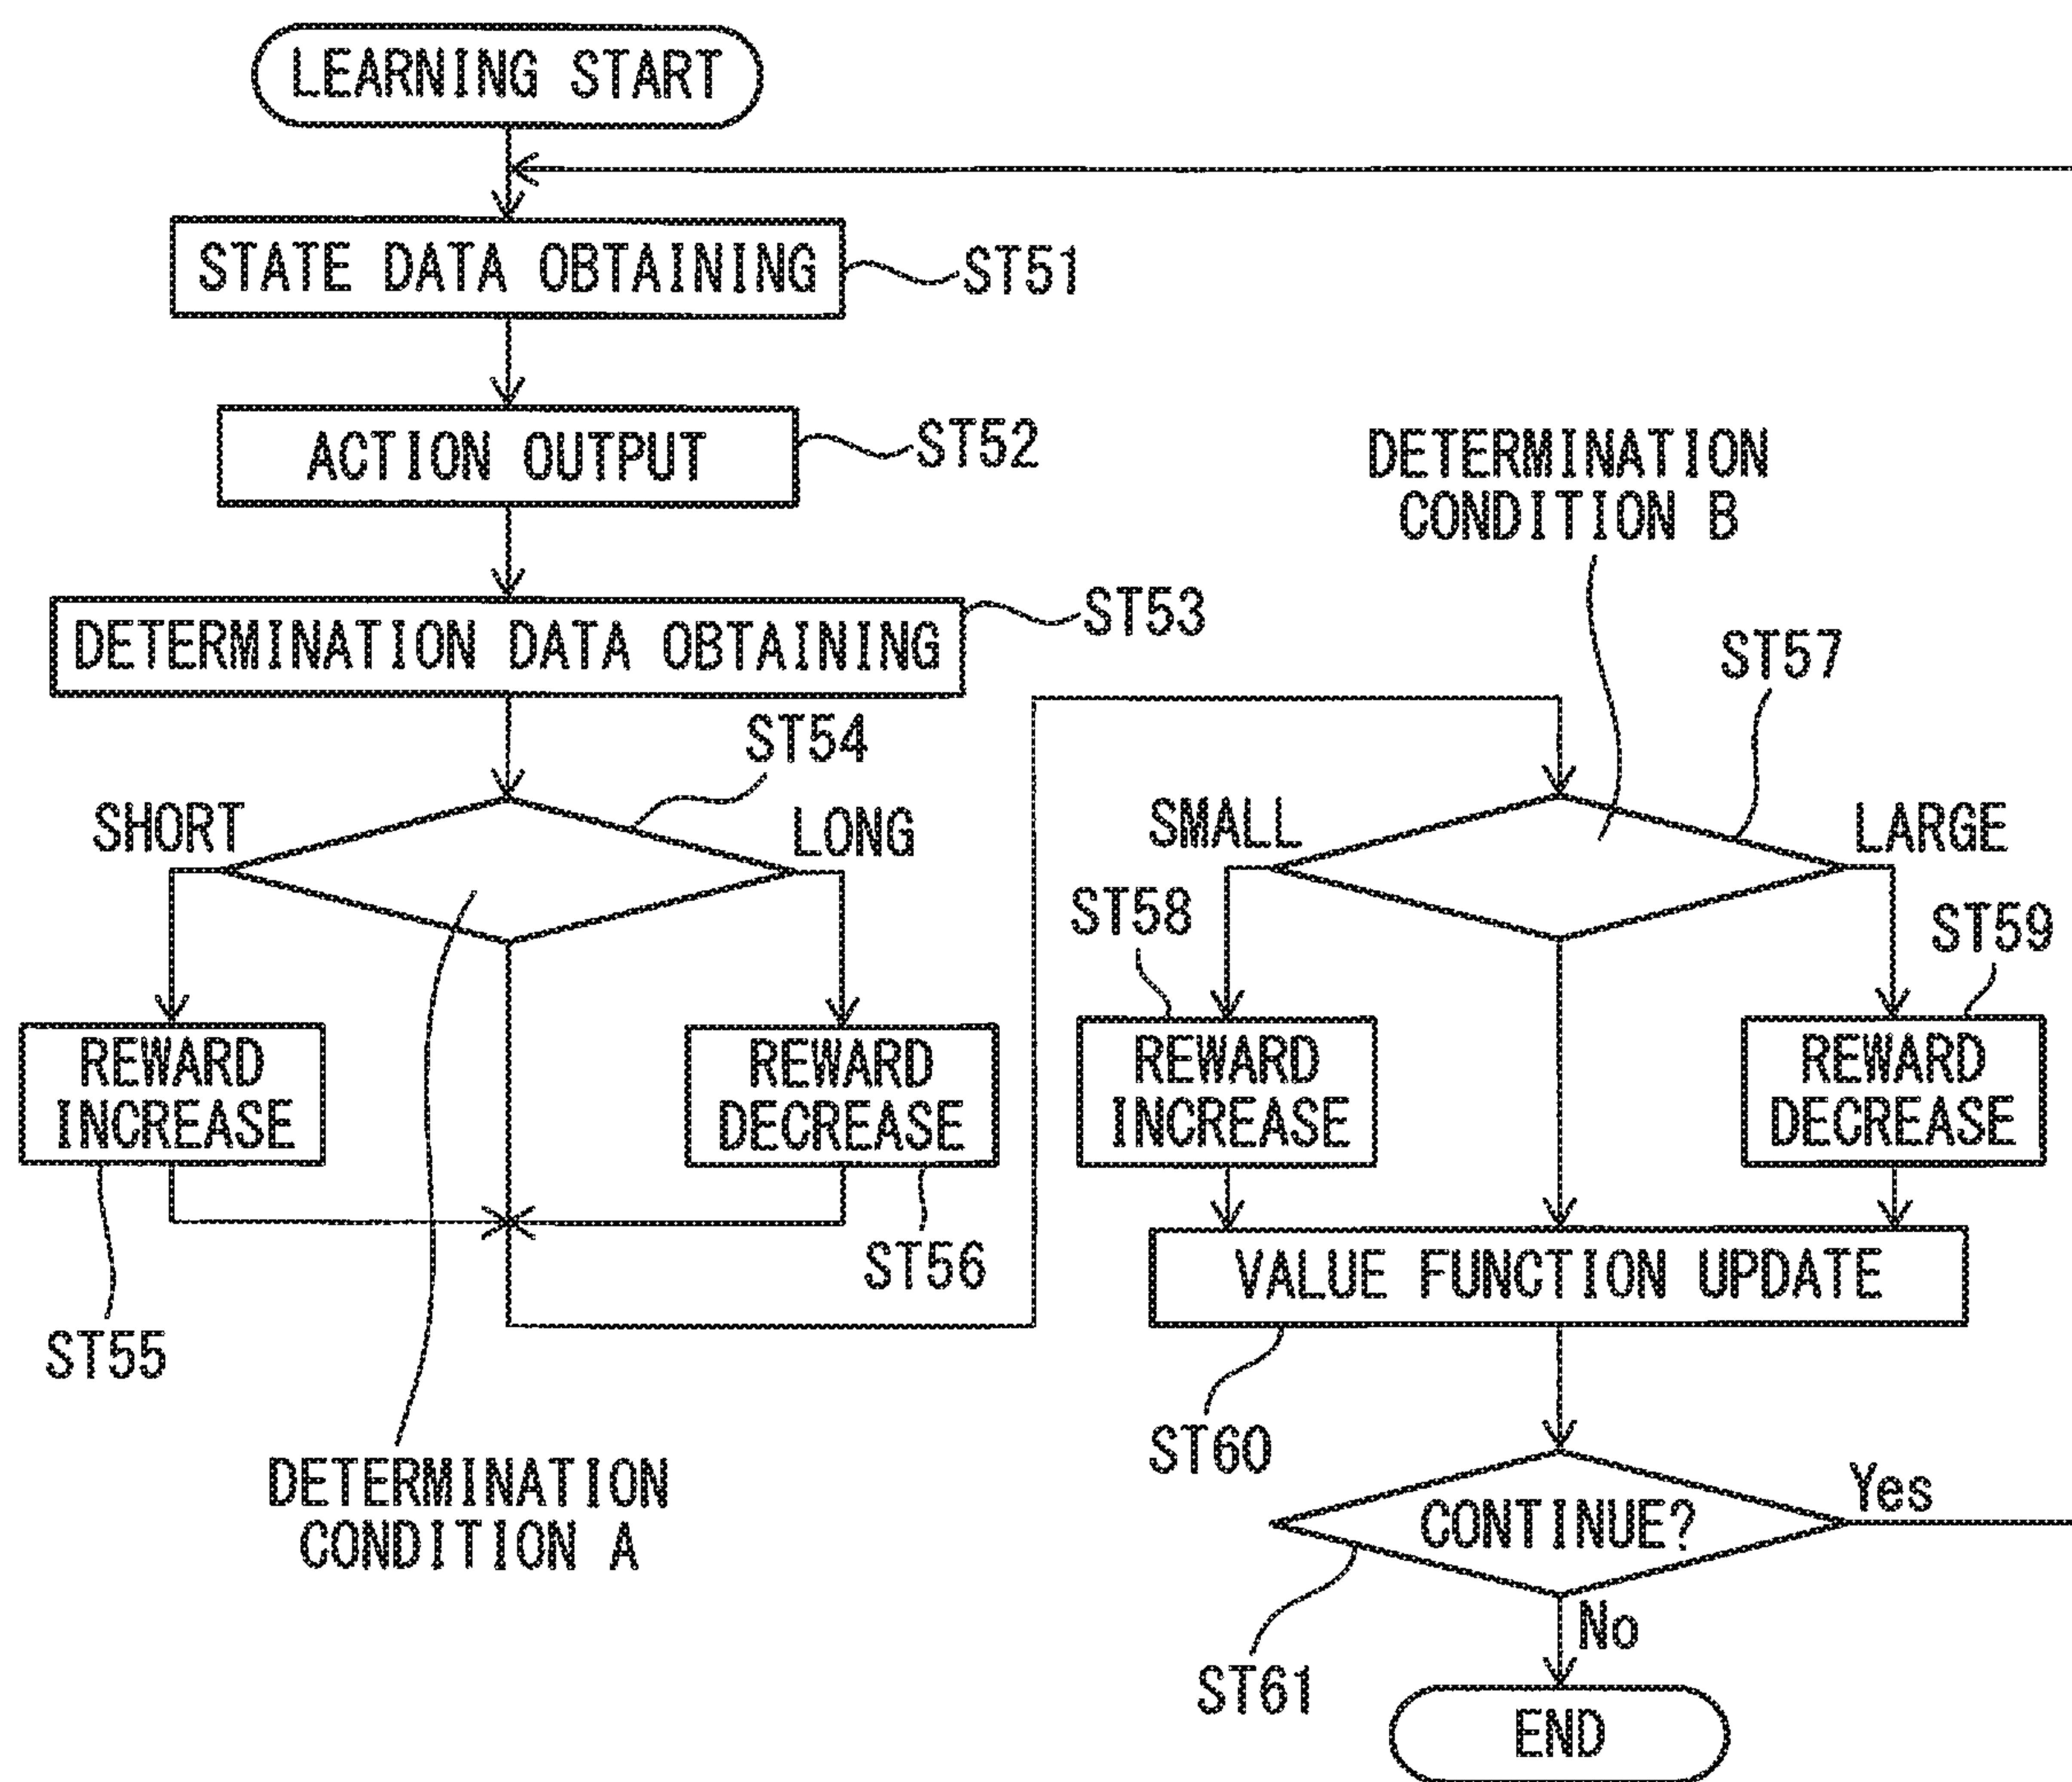 LEARNING START
STATE DATA OBTAINING
ST51
ACTION OUTPUT
ST52
DETERMINATION DATA OBTAINING
ST53
ST54
SHORT
LONG
REWARD
INCREASE
ST55
REWARD
DECREASE
ST56
DETERMINATION
CONDITION A
DETERMINATION
CONDITION B
ST57
SMALL
LARGE
ST58
REWARD
INCREASE
ST59
REWARD
DECREASE
VALUE FUNCTION UPDATE
ST60
CONTINUE?
Yes
ST61
No
END